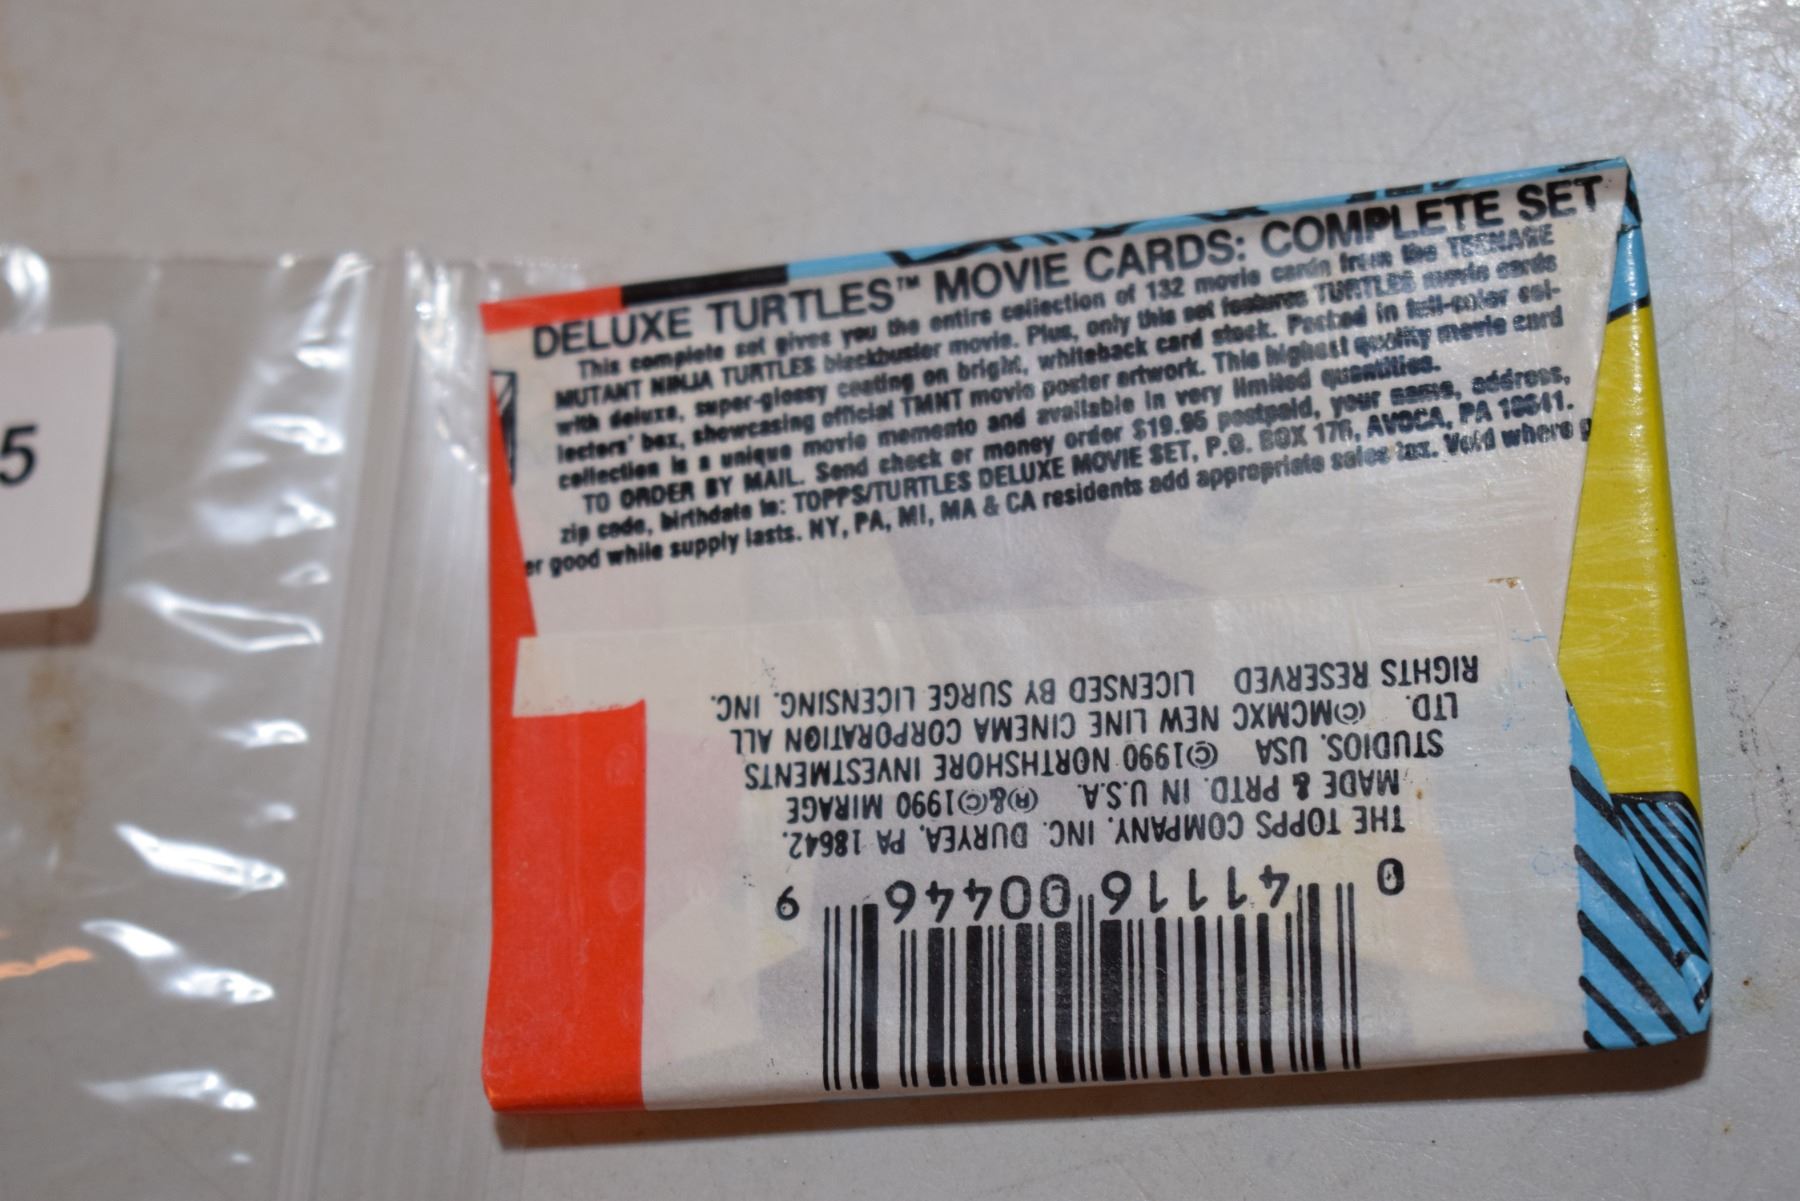 5
DELUXE TURTLES™ MOVIE CARDS: COMPLETE SET
This complete set gives you the entire collection of 132 movie cards from the TEENAGE
MUTANT NINJA TURTLES blockbuster movie. Plus, only this set features TURTLES movie cards
with deluxe, super-glossy coating on bright, whiteback card stock. Packed in full-color col-
lectors' box, showcasing official TMNT movie poster artwork. This highest quality movie card
collection is a unique movie memento and available in very limited quantities.
TO ORDER BY MAIL. Send check or money order $19.95 postpaid, your name, address,
zip code, birthdate to: TOPPS/TURTLES DELUXE MOVIE SET, P.O. BOX 176, AVOCA, PA 18641.
er good while supply lasts. NY, PA, MI, MA & CA residents add appropriate sales tax. Void where p
0 41116 00446 9
THE TOPPS COMPANY, INC. DURYEA, PA 18642.
MADE & PRTD. IN U.S.A. ®&©1990 MIRAGE
STUDIOS, USA ©1990 NORTHSHORE INVESTMENTS
LTD. ©MCMXC NEW LINE CINEMA CORPORATION ALL
RIGHTS RESERVED LICENSED BY SURGE LICENSING, INC.